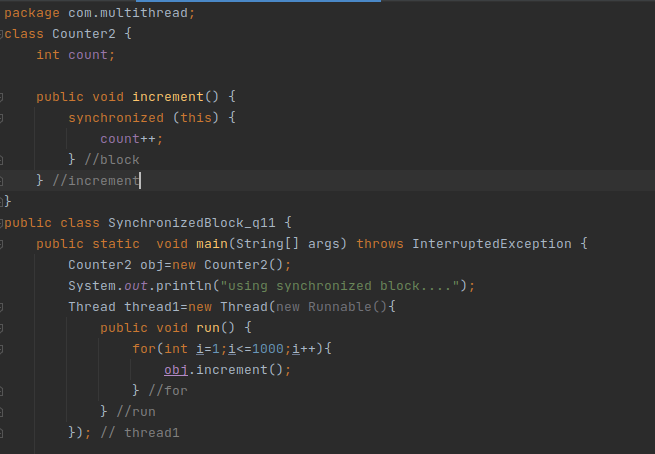 package com.multithread;
class Counter2 {
    int count;
    public void increment() {
        synchronized (this) {
            count++;
        } //block
    } //increment
}
public class SynchronizedBlock_q11 {
    public static  void main(String[] args) throws InterruptedException {
        Counter2 obj=new Counter2();
        System.out.println("using synchronized block....");
        Thread thread1=new Thread(new Runnable(){
            public void run() {
                for(int i=1;i<=1000;i++){
                    obj.increment();
                } //for
            } //run
        }); // thread1